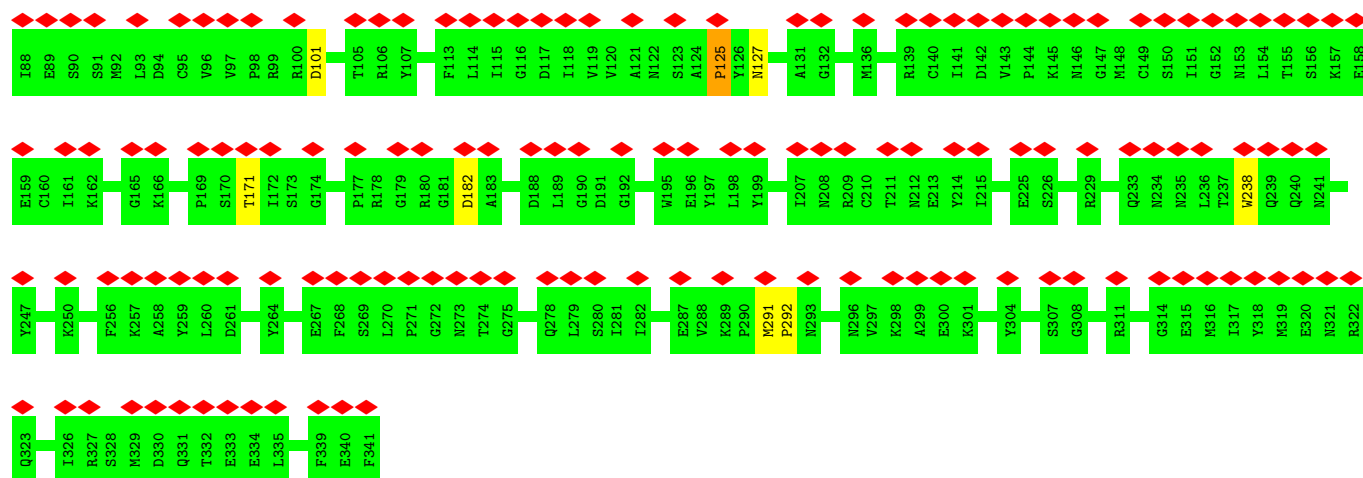 I88 E89 S90 S91 M92 L93 D94 C95 V96 V97 P98 R99 R100 D101 T105 R106 Y107 F113 L114 I115 G116 D117 I118 V119 V120 A121 N122 S123 A124 P125 Y126 N127 A131 G132 M136 R139 C140 I141 D142 V143 P144 K145 N146 G147 M148 C149 S150 I151 G152 N153 L154 T155 S156 K157 E158
E159 C160 I161 K162 G165 K166 P169 S170 T171 I172 S173 G174 P177 R178 G179 R180 G181 D182 A183 D188 L189 G190 D191 G192 W195 E196 Y197 L198 Y199 I207 N208 R209 C210 T211 N212 E213 Y214 I215 E225 S226 R229 Q233 N234 N235 L236 T237 W238 Q239 Q240 N241
Y247 K250 F256 K257 A258 Y259 L260 D261 Y264 E267 F268 S269 L270 P271 G272 N273 T274 G275 Q278 L279 S280 I281 I282 E287 V288 K289 P290 M291 P292 N293 N296 V297 K298 A299 E300 K301 Y304 S307 G308 R311 G314 E315 M316 I317 Y318 M319 E320 N321 R322
Q323 I326 R327 S328 M329 D330 Q331 T332 E333 E334 L335 F339 E340 F341